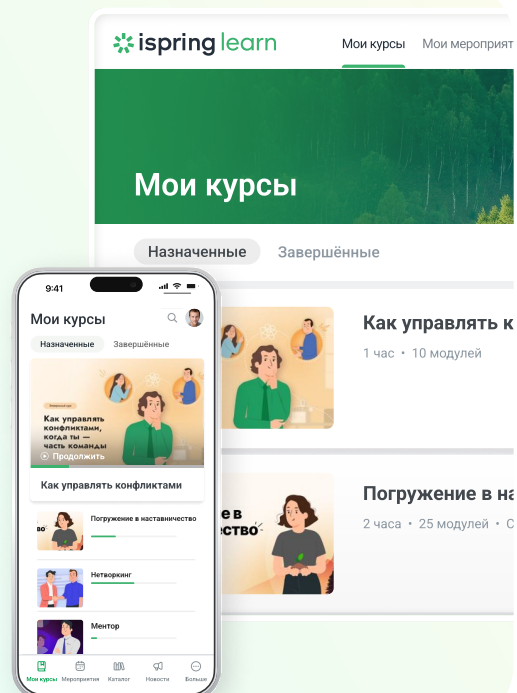 ispring learn
Мои курсы
Мои мероприят
Мои курсы
Назначенные
Завершённые
Как управлять к
1 час • 10 модулей
е в
ство
Погружение в на
2 часа • 25 модулей • С
9:41
Мои курсы
Назначенные
Завершённые
Как управлять
конфликтами,
когда ты —
часть команды
Продолжить
Как управлять конфликтами
Погружение в наставничество
Нетворкинг
Ментор
Мои курсы
Мероприятия
Каталог
Новости
Больше